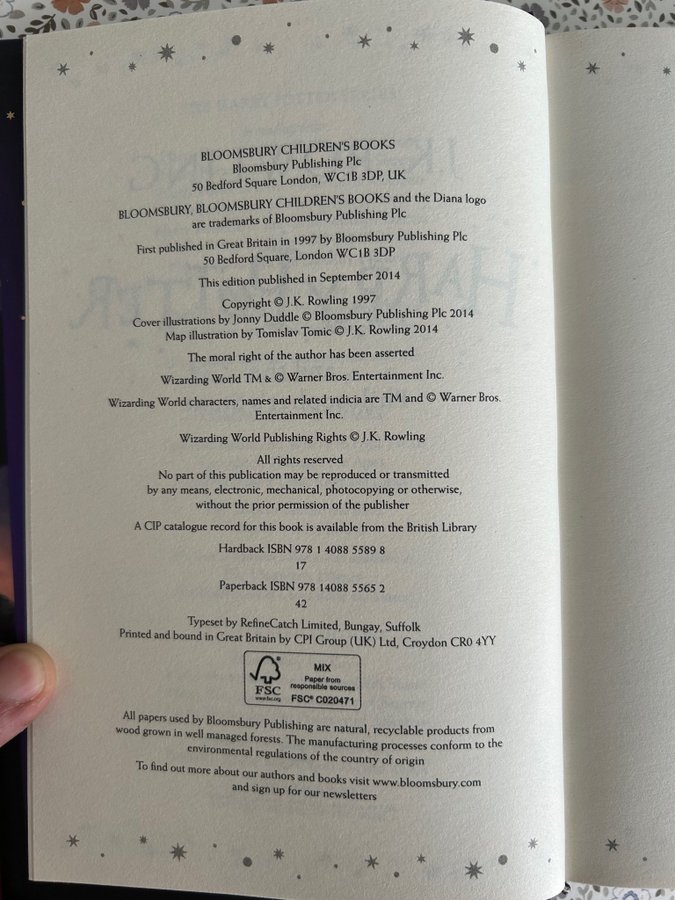 BLOOMSBURY CHILDREN'S BOOKS
Bloomsbury Publishing Plc
50 Bedford Square London, WC1B 3DP, UK
BLOOMSBURY, BLOOMSBURY CHILDREN'S BOOKS and the Diana logo
are trademarks of Bloomsbury Publishing Plc
First published in Great Britain in 1997 by Bloomsbury Publishing Plc
50 Bedford Square, London WC1B 3DP
This edition published in September 2014
Copyright © J.K. Rowling 1997
Cover illustrations by Jonny Duddle © Bloomsbury Publishing Plc 2014
Map illustration by Tomislav Tomic © J.K. Rowling 2014
The moral right of the author has been asserted
Wizarding World TM & © Warner Bros. Entertainment Inc.
Wizarding World characters, names and related indicia are TM and © Warner Bros.
Entertainment Inc.
Wizarding World Publishing Rights © J.K. Rowling
All rights reserved
No part of this publication may be reproduced or transmitted
by any means, electronic, mechanical, photocopying or otherwise,
without the prior permission of the publisher
A CIP catalogue record for this book is available from the British Library
Hardback ISBN 978 1 4088 5589 8
17
Paperback ISBN 978 14088 5565 2
42
Typeset by RefineCatch Limited, Bungay, Suffolk
Printed and bound in Great Britain by CPI Group (UK) Ltd, Croydon CR0 4YY
FSC
www.fsc.org
MIX
Paper from
responsible sources
FSC® C020471
All papers used by Bloomsbury Publishing are natural, recyclable products from
wood grown in well managed forests. The manufacturing processes conform to the
environmental regulations of the country of origin
To find out more about our authors and books visit www.bloomsbury.com
and sign up for our newsletters